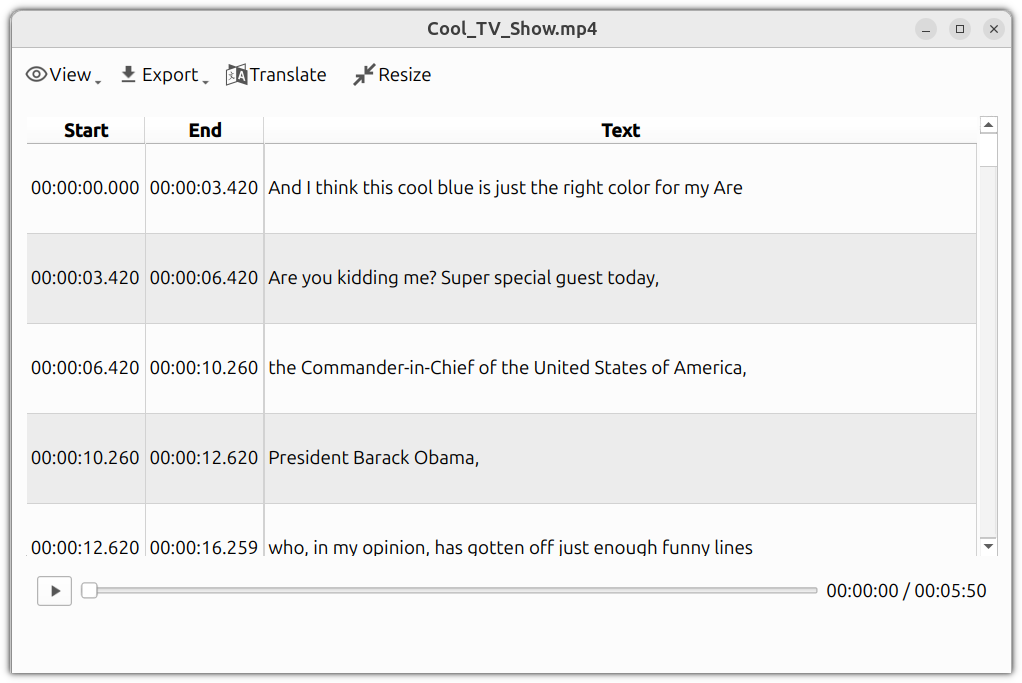 Cool_TV_Show.mp4
View Export Translate Resize
Start End Text
00:00:00.000 00:00:03.420 And I think this cool blue is just the right color for my Are
00:00:03.420 00:00:06.420 Are you kidding me? Super special guest today,
00:00:06.420 00:00:10.260 the Commander-in-Chief of the United States of America,
00:00:10.260 00:00:12.620 President Barack Obama,
00:00:12.620 00:00:16.259 who, in my opinion, has gotten off just enough funny lines
00:00:00 / 00:05:50